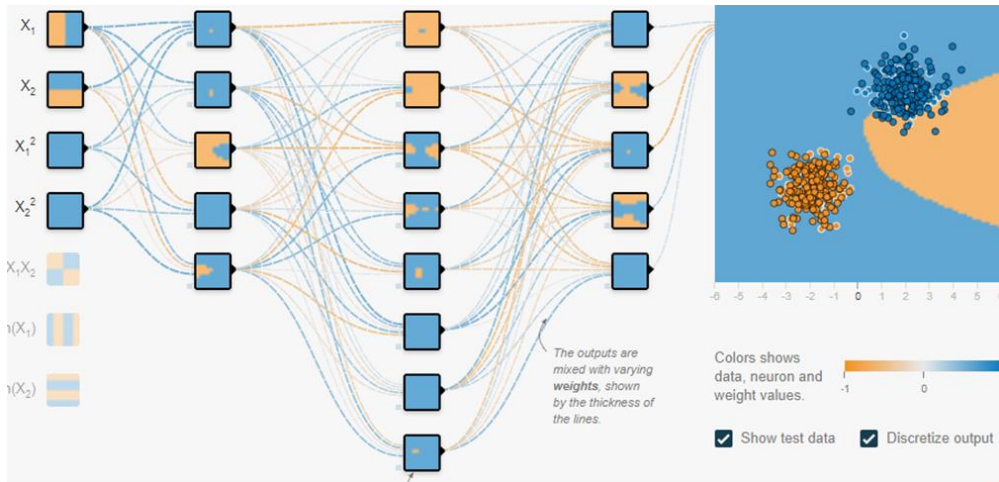 X₁
X₂
X₁²
X₂²
X₁X₂
n(X₁)
n(X₂)
The outputs are
mixed with varying
weights, shown
by the thickness of
the lines.
-6 -5 -4 -3 -2 -1 0 1 2 3 4 5
Colors shows
data, neuron and
weight values.
-1 0
Show test data
Discretize output